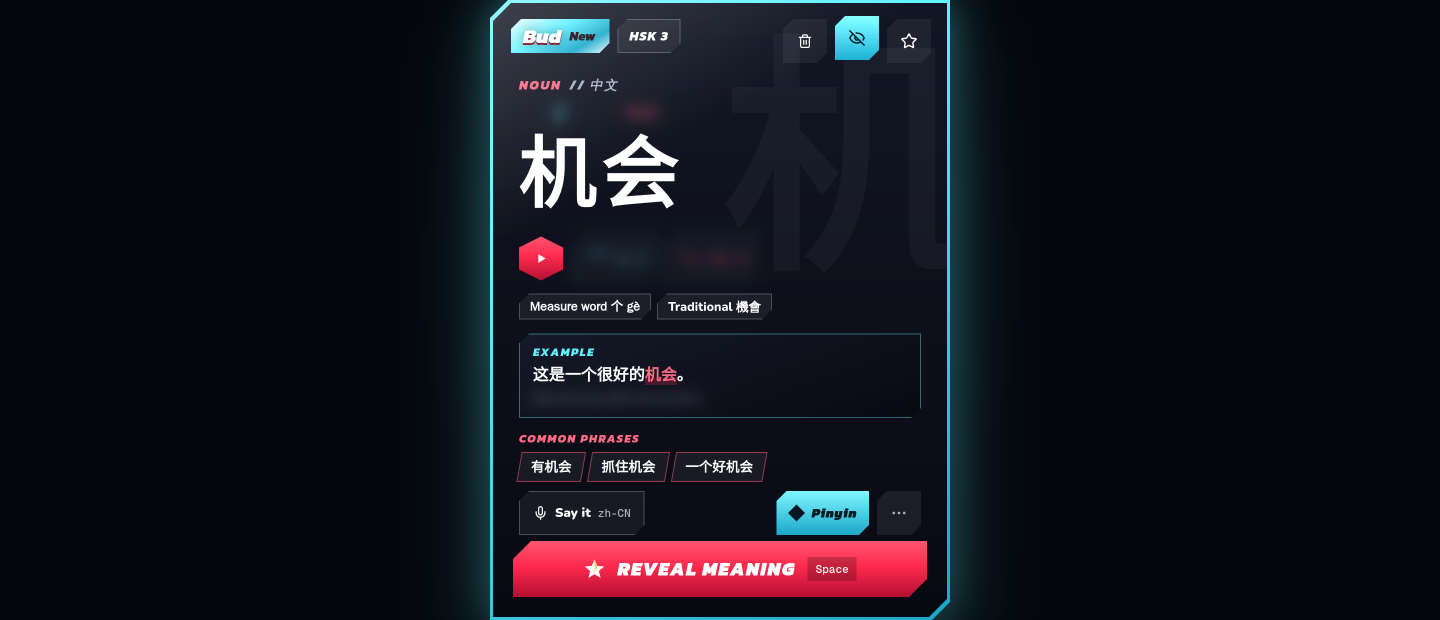 Bud New HSK 3
NOUN // 中文
机会
机
Measure word 个 gè
Traditional 機會
EXAMPLE
这是一个很好的机会。
COMMON PHRASES
有机会
抓住机会
一个好机会
Say it zh-CN
Pinyin
REVEAL MEANING Space